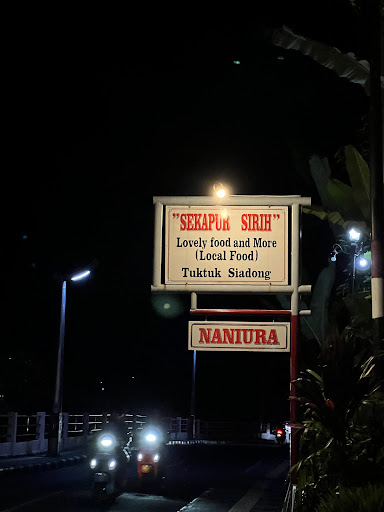 "SEKAPUR SIRIH"
Lovely food and More
(Local Food)
Tuktuk Siadong
NANIURA